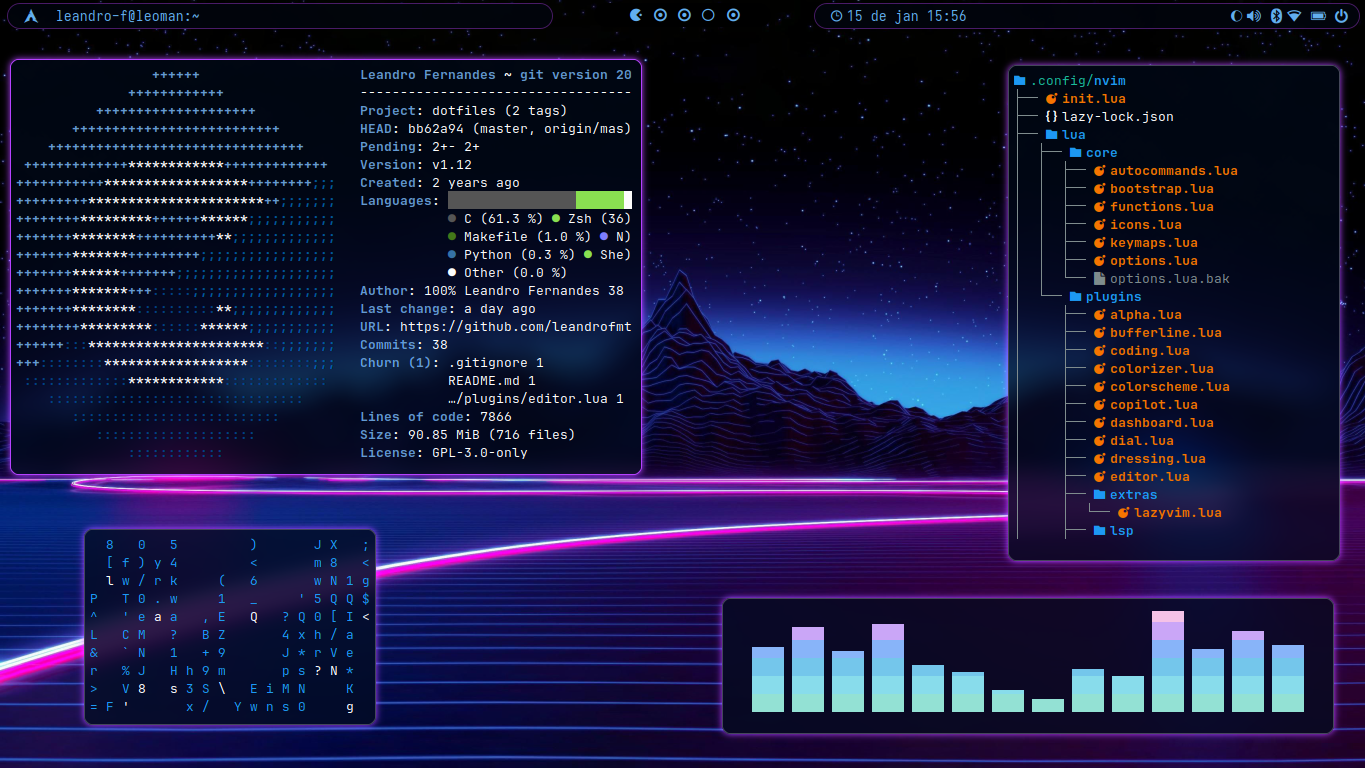 leandro-f@leoman:~
15 de jan 15:56
Leandro Fernandes ~ git version 20
----------------------------------
Project: dotfiles (2 tags)
HEAD: bb62a94 (master, origin/mas)
Pending: 2+- 2+
Version: v1.12
Created: 2 years ago
Languages:
C (61.3 %) Zsh (36)
Makefile (1.0 %) N)
Python (0.3 %) She)
Other (0.0 %)
Author: 100% Leandro Fernandes 38
Last change: a day ago
URL: https://github.com/leandrofmt
Commits: 38
Churn (1): .gitignore 1
README.md 1
…/plugins/editor.lua 1
Lines of code: 7866
Size: 90.85 MiB (716 files)
License: GPL-3.0-only
.config/nvim
init.lua
{} lazy-lock.json
lua
core
autocommands.lua
bootstrap.lua
functions.lua
icons.lua
keymaps.lua
options.lua
options.lua.bak
plugins
alpha.lua
bufferline.lua
coding.lua
colorizer.lua
colorscheme.lua
copilot.lua
dashboard.lua
dial.lua
dressing.lua
editor.lua
extras
lazyvim.lua
lsp
8 0 5 ) J X ;
[ f ) y 4 < m 8 <
l w / r k ( 6 w N 1 g
P T 0 . w 1 _ ' 5 Q Q $
^ ' e a a , E Q ? Q 0 [ I <
L C M ? B Z 4 x h / a
& ` N 1 + 9 J * r V e
r % J H h 9 m p s ? N *
> V 8 s 3 S \ E i M N K
= F ' x / Y w n s 0 g